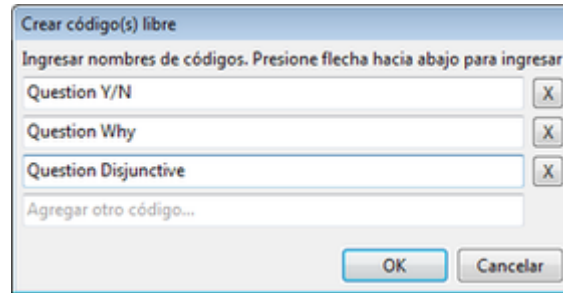 Crear código(s) libre
Ingresar nombres de códigos. Presione flecha hacia abajo para ingresar
Question Y/N
X
Question Why
X
Question Disjunctive
X
Agregar otro código...
OK
Cancelar